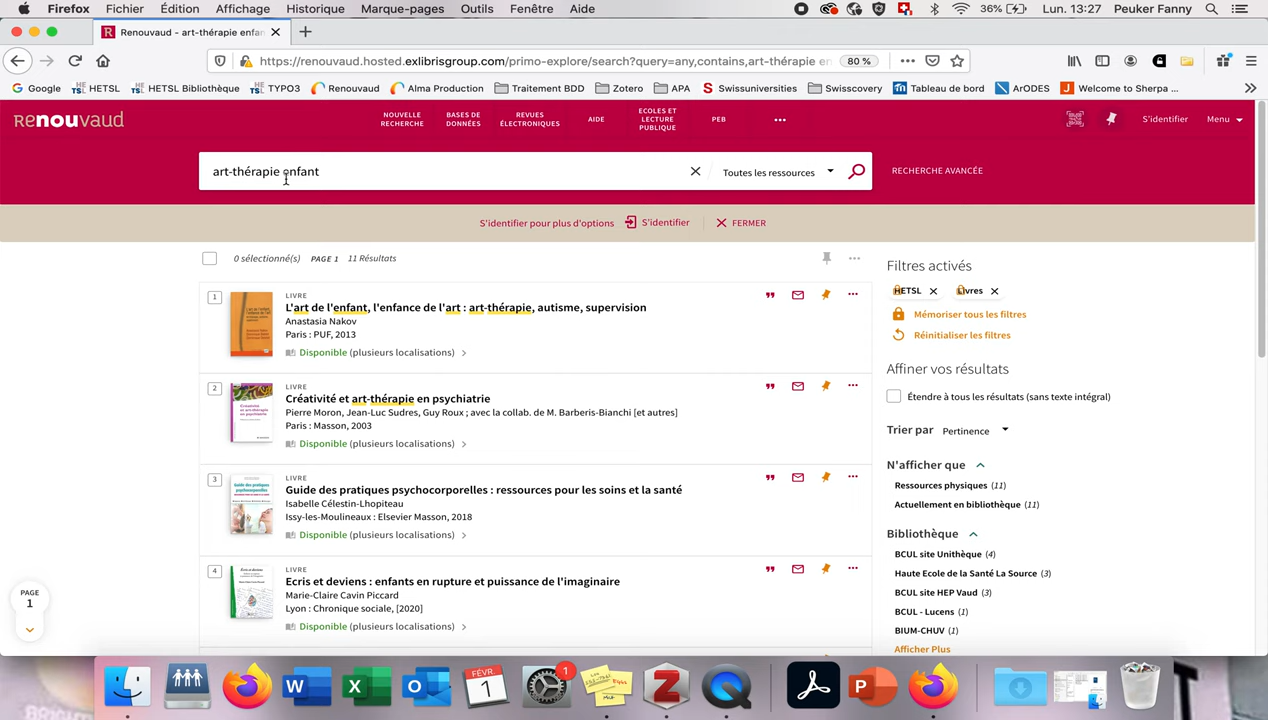 Firefox Fichier Édition Affichage Historique Marque-pages Outils Fenêtre Aide 36% Lun. 13:27 Peuker Fanny
Renouvaud - art-thérapie enfan
https://renouvaud.hosted.exlibrisgroup.com/primo-explore/search?query=any,contains,art-thérapie en 80 %
Google HETSL HETSL Bibliothèque TYPO3 Renouvaud Alma Production Traitement BDD Zotero APA Swissuniversities Swisscovery Tableau de bord ArODES Welcome to Sherpa ...
Renouvaud
NOUVELLE RECHERCHE
BASES DE DONNÉES
REVUES ÉLECTRONIQUES
AIDE
ECOLES ET LECTURE PUBLIQUE
PEB
S'identifier Menu
art-thérapie enfant Toutes les ressources RECHERCHE AVANCÉE
S'identifier pour plus d'options S'identifier FERMER
0 sélectionné(s) PAGE 1 11 Résultats
1
LIVRE
L'art de l'enfant, l'enfance de l'art : art-thérapie, autisme, supervision
Anastasia Nakov
Paris : PUF, 2013
Disponible (plusieurs localisations)
2
LIVRE
Créativité et art-thérapie en psychiatrie
Pierre Moron, Jean-Luc Sudres, Guy Roux ; avec la collab. de M. Barberis-Bianchi [et autres]
Paris : Masson, 2003
Disponible (plusieurs localisations)
3
LIVRE
Guide des pratiques psychocorporelles : ressources pour les soins et la santé
Isabelle Célestin-Lhopiteau
Issy-les-Moulineaux : Elsevier Masson, 2018
Disponible (plusieurs localisations)
4
LIVRE
Ecris et deviens : enfants en rupture et puissance de l'imaginaire
Marie-Claire Cavin Piccard
Lyon : Chronique sociale, [2020]
Disponible (plusieurs localisations)
Filtres activés
HETSL Livres
Mémoriser tous les filtres
Réinitialiser les filtres
Affiner vos résultats
Étendre à tous les résultats (sans texte intégral)
Trier par Pertinence
N'afficher que
Ressources physiques (11)
Actuellement en bibliothèque (11)
Bibliothèque
BCUL site Unithèque (4)
Haute Ecole de la Santé La Source (3)
BCU site HEP Vaud (3)
BCUL - Lucens (1)
BIUM-CHUV (1)
Afficher Plus
PAGE
1
FÉVR.
1
1